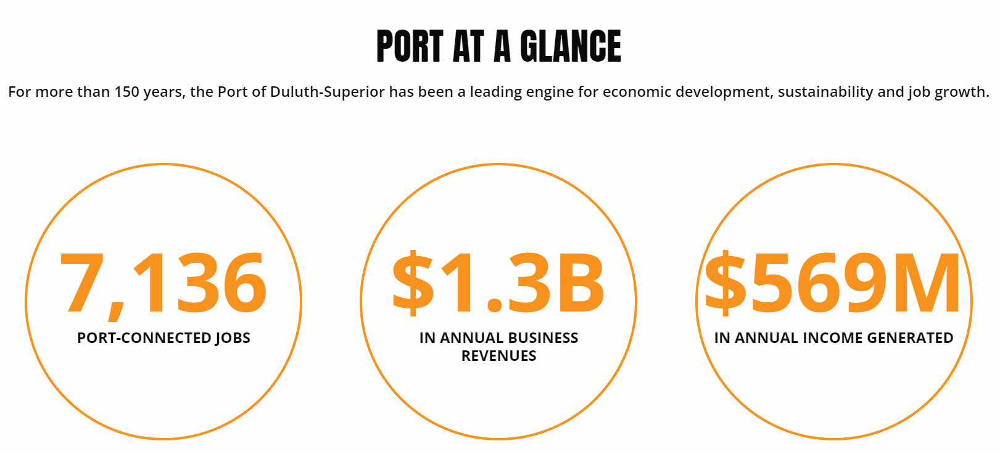 PORT AT A GLANCE
For more than 150 years, the Port of Duluth-Superior has been a leading engine for economic development, sustainability and job growth.
7,136
PORT-CONNECTED JOBS
$1.3B
IN ANNUAL BUSINESS
REVENUES
$569M
IN ANNUAL INCOME GENERATED